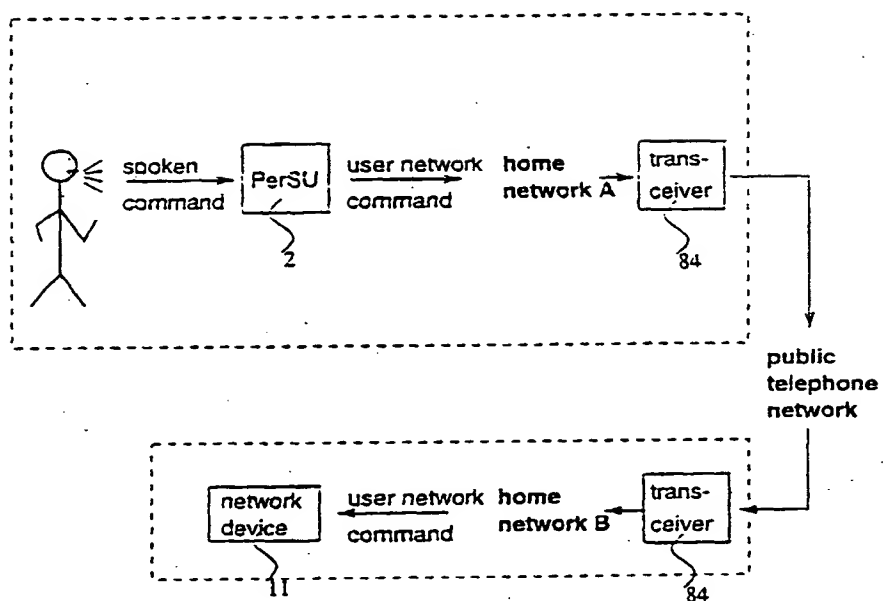 spoken
command
PerSU
2
user network
command
home
network A
trans-
ceiver
84
public
telephone
network
network
device
11
user network
command
home
network B
trans-
ceiver
84